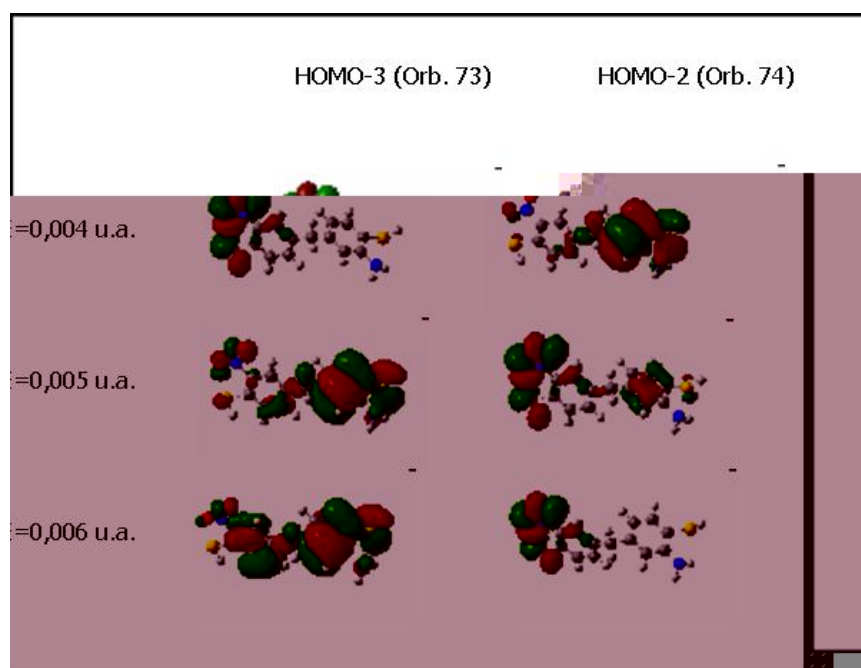 HOMO-3 (Orb. 73) HOMO-2 (Orb. 74)
E=0,004 u.a.
E=0,005 u.a.
E=0,006 u.a.